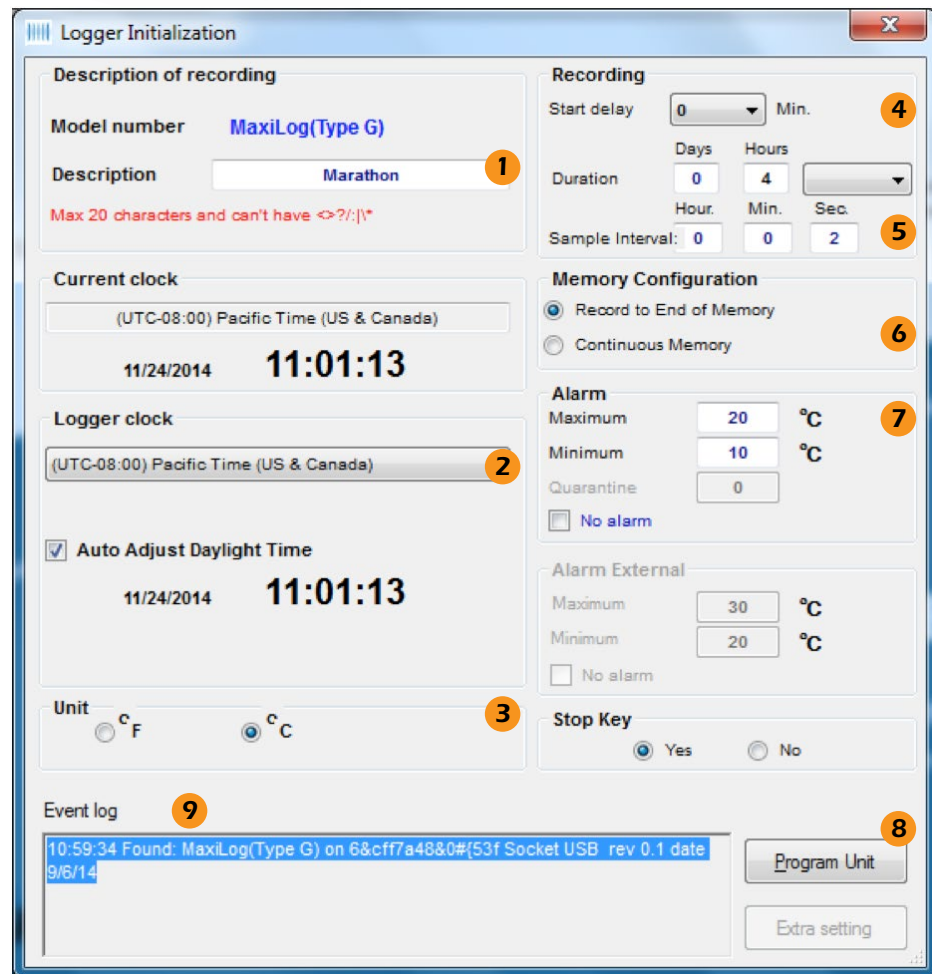 Logger Initialization
Description of recording
Model number MaxiLog(Type G)
Description Marathon 1
Max 20 characters and can't have <>?/:|\*
Current clock
(UTC-08:00) Pacific Time (US & Canada)
11/24/2014 11:01:13
Logger clock
(UTC-08:00) Pacific Time (US & Canada) 2
Auto Adjust Daylight Time
11/24/2014 11:01:13
Unit
°F °C 3
Recording
Start delay 0 Min. 4
Days Hours
Duration 0 4
Hour. Min. Sec.
Sample Interval: 0 0 2 5
Memory Configuration
Record to End of Memory
Continuous Memory 6
Alarm
Maximum 20 °C 7
Minimum 10 °C
Quarantine 0
No alarm
Alarm External
Maximum 30 °C
Minimum 20 °C
No alarm
Stop Key
Yes No
Event log 9
10:59:34 Found: MaxiLog(Type G) on 6&cff7a48&0#{53f Socket USB rev 0.1 date
9/6/14
8
Program Unit
Extra setting